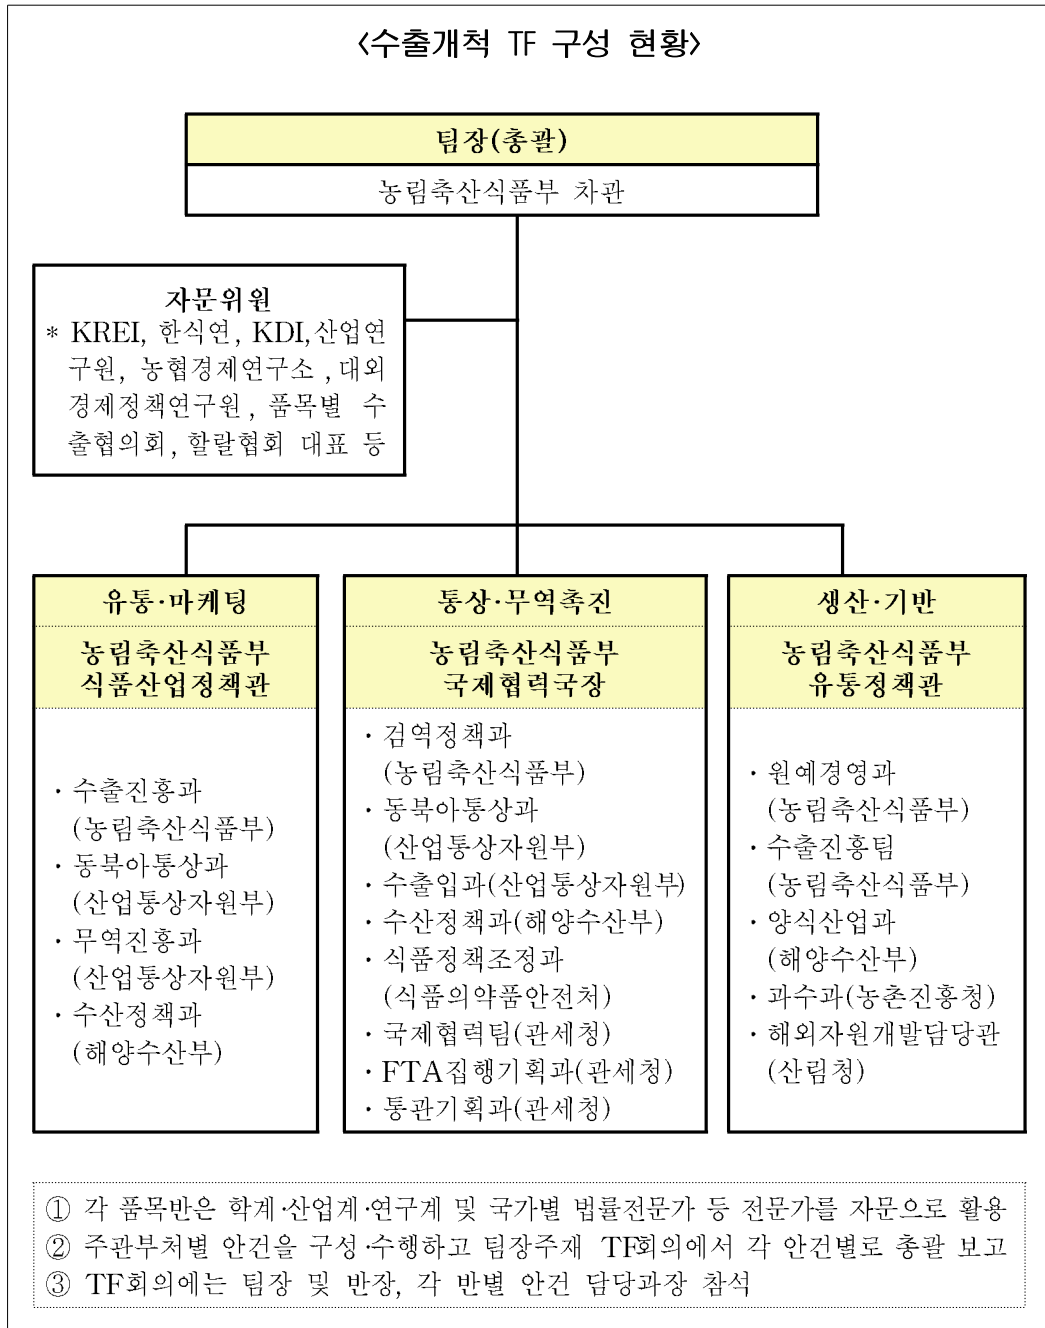 <수출개척 TF 구성 현황>
팀장(총괄)
농림축산식품부 차관
자문위원
* KREI, 한식연, KDI, 산업연
구원, 농협경제연구소, 대외
경제정책연구원, 품목별 수
출협의회, 할랄협회 대표 등
유통·마케팅
농림축산식품부
식품산업정책관
· 수출진흥과
(농림축산식품부)
· 동북아통상과
(산업통상자원부)
· 무역진흥과
(산업통상자원부)
· 수산정책과
(해양수산부)
통상·무역촉진
농림축산식품부
국제협력국장
· 검역정책과
(농림축산식품부)
· 동북아통상과
(산업통상자원부)
· 수출입과(산업통상자원부)
· 수산정책과(해양수산부)
· 식품정책조정과
(식품의약품안전처)
· 국제협력팀(관세청)
· FTA집행기획과(관세청)
· 통관기획과(관세청)
생산·기반
농림축산식품부
유통정책관
· 원예경영과
(농림축산식품부)
· 수출진흥팀
(농림축산식품부)
· 양식산업과
(해양수산부)
· 과수과(농촌진흥청)
· 해외자원개발담당관
(산림청)
① 각 품목반은 학계·산업계·연구계 및 국가별 법률전문가 등 전문가를 자문으로 활용
② 주관부처별 안건을 구성·수행하고 팀장주재 TF회의에서 각 안건별로 총괄 보고
③ TF회의에는 팀장 및 반장, 각 반별 안건 담당과장 참석